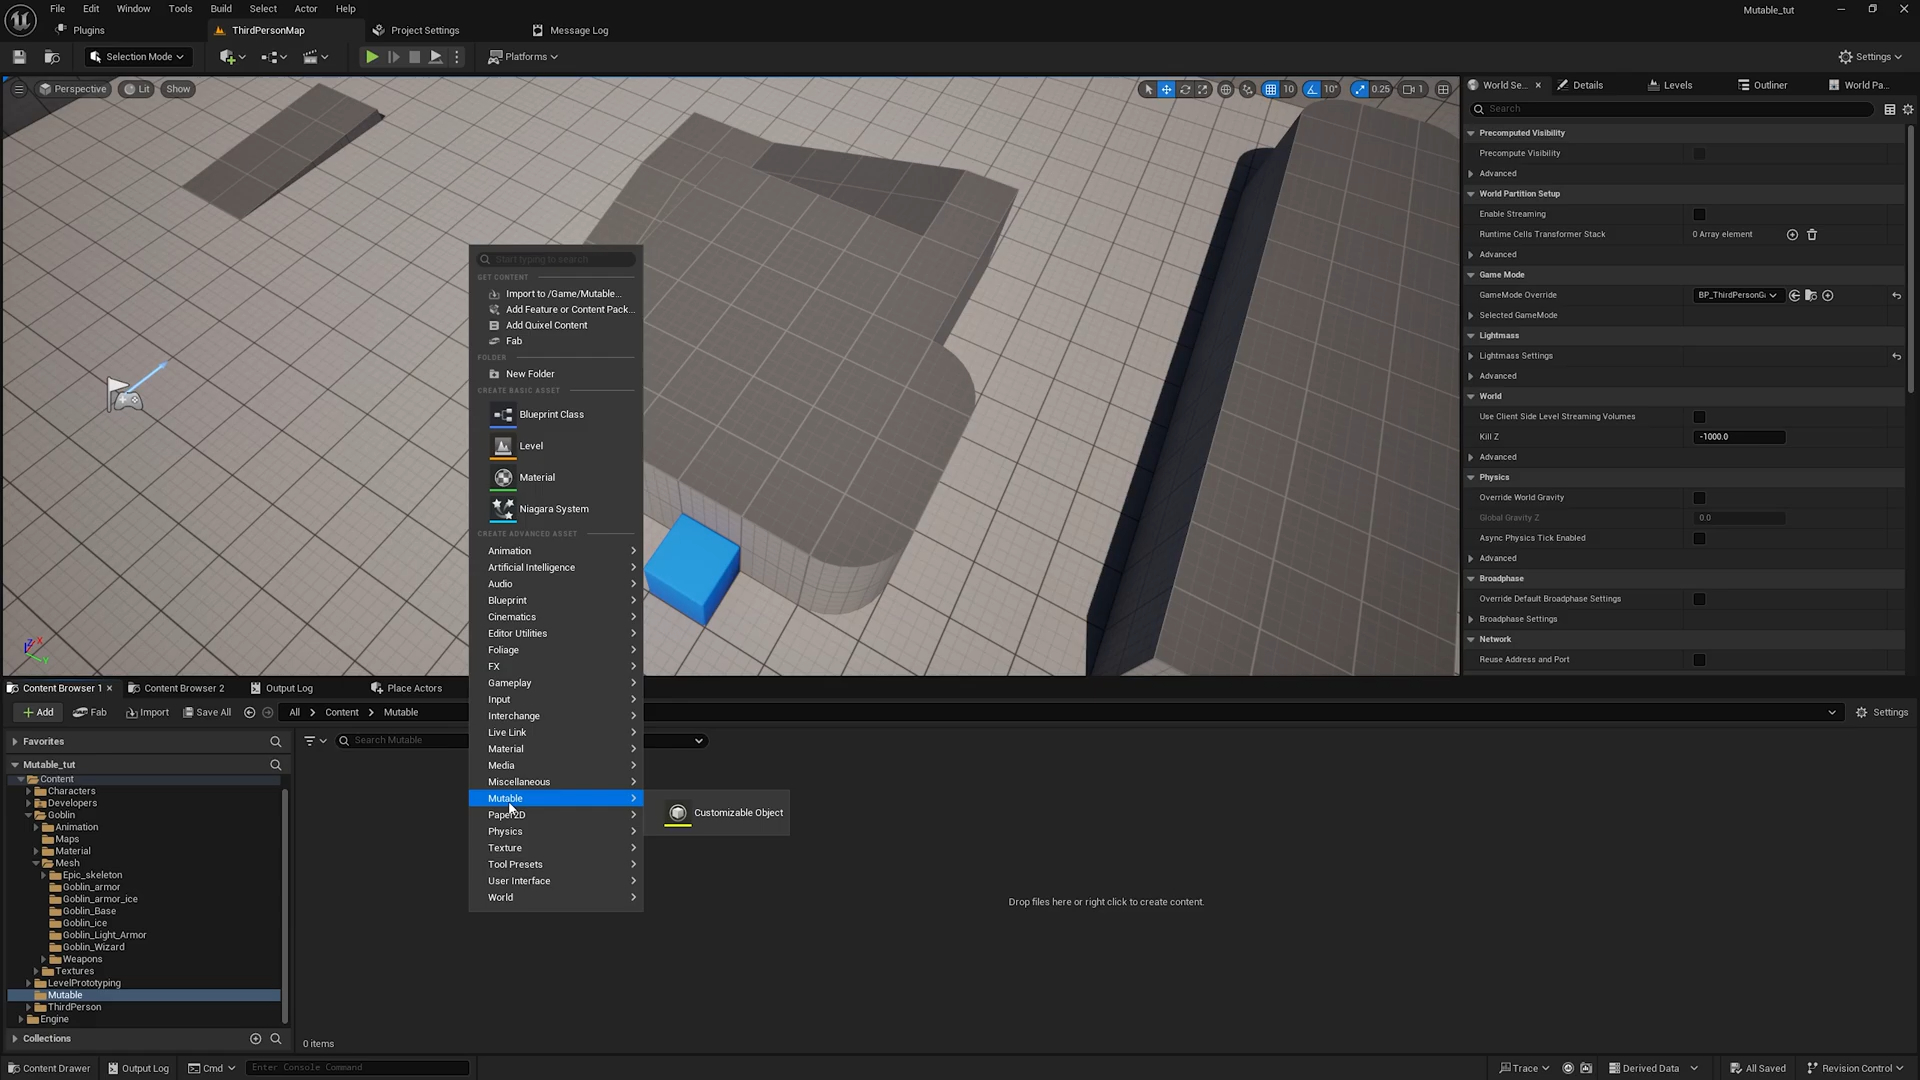 File Edit Window Tools Build Select Actor Help
Mutable_tut
Plugins ThirdPersonMap Project Settings Message Log
Selection Mode Platforms Settings
Perspective Lit Show
10 10° 0.25 1
World Se... Details Levels Outliner World Pa...
Search
Precomputed Visibility
Precompute Visibility
Advanced
World Partition Setup
Enable Streaming
Runtime Cells Transformer Stack 0 Array element
Advanced
Game Mode
GameMode Override BP_ThirdPersonGa
Selected GameMode
Lightmass
Lightmass Settings
Advanced
World
Use Client Side Level Streaming Volumes
Kill Z -1000.0
Advanced
Physics
Override World Gravity
Global Gravity Z 0.0
Async Physics Tick Enabled
Advanced
Broadphase
Override Default Broadphase Settings
Broadphase Settings
Network
Reuse Address and Port
Start typing to search
GET CONTENT
Import to /Game/Mutable...
Add Feature or Content Pack...
Add Quixel Content
Fab
FOLDER
New Folder
CREATE BASIC ASSET
Blueprint Class
Level
Material
Niagara System
CREATE ADVANCED ASSET
Animation
Artificial Intelligence
Audio
Blueprint
Cinematics
Editor Utilities
Foliage
FX
Gameplay
Input
Interchange
Live Link
Material
Media
Miscellaneous
Mutable
Paper2D
Physics
Texture
Tool Presets
User Interface
World
Customizable Object
Z X Y
Content Browser 1 Content Browser 2 Output Log Place Actors
Add Fab Import Save All All Content Mutable Settings
Favorites
Search Mutable
Mutable_tut
Content
Characters
Developers
Goblin
Animation
Maps
Material
Mesh
Epic_skeleton
Goblin_armor
Goblin_armor_ice
Goblin_Base
Goblin_ice
Goblin_Light_Armor
Goblin_Wizard
Weapons
Textures
LevelPrototyping
Mutable
ThirdPerson
Engine
Collections
Drop files here or right click to create content.
0 items
Content Drawer Output Log Cmd Enter Console Command Trace Derived Data All Saved Revision Control